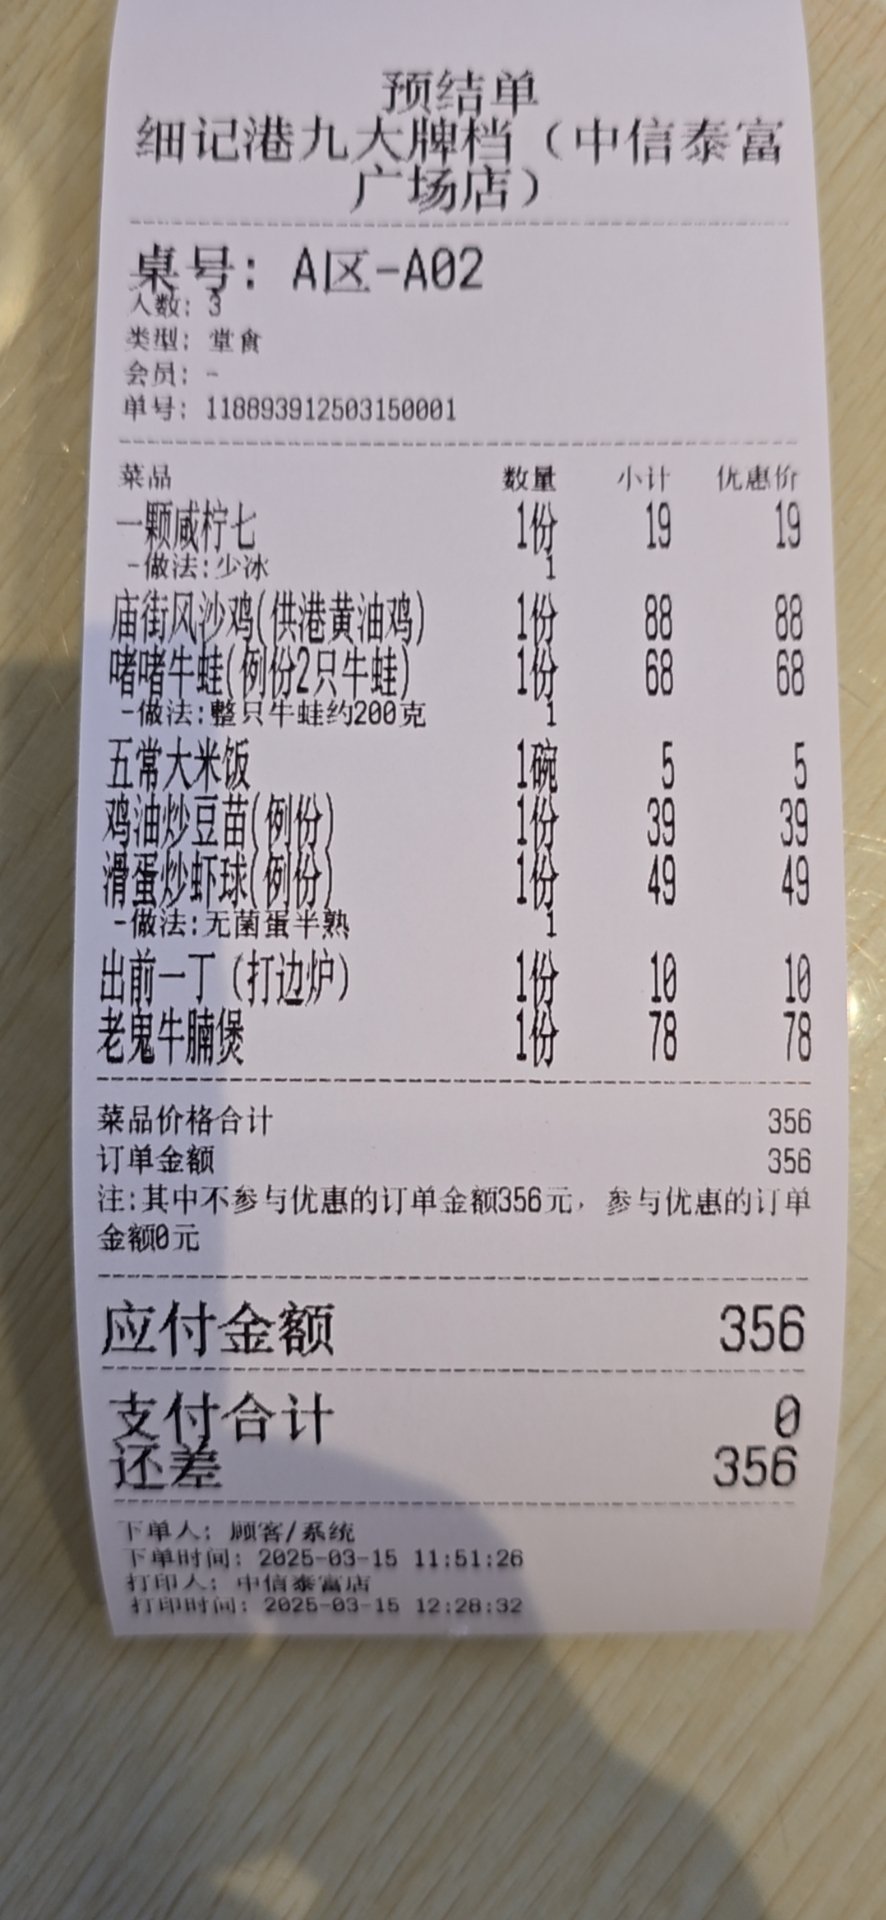 预结单
细记港九大牌档（中信泰富
广场店）
桌号: A区-A02
人数: 3
类型: 堂食
会员: -
单号: 118893912503150001
菜品 数量 小计 优惠价
一颗咸柠七 1份 19 19
-做法:少冰 1
庙街风沙鸡(供港黄油鸡) 1份 88 88
啫啫牛蛙(例份2只牛蛙) 1份 68 68
-做法:整只牛蛙约200克 1
五常大米饭 1碗 5 5
鸡油炒豆苗(例份) 1份 39 39
滑蛋炒虾球(例份) 1份 49 49
-做法:无菌蛋半熟 1
出前一丁（打边炉） 1份 10 10
老鬼牛腩煲 1份 78 78
菜品价格合计 356
订单金额 356
注:其中不参与优惠的订单金额356元，参与优惠的订单
金额0元
应付金额 356
支付合计 0
还差 356
下单人: 顾客/系统
下单时间: 2025-03-15 11:51:26
打印人: 中信泰富店
打印时间: 2025-03-15 12:28:32